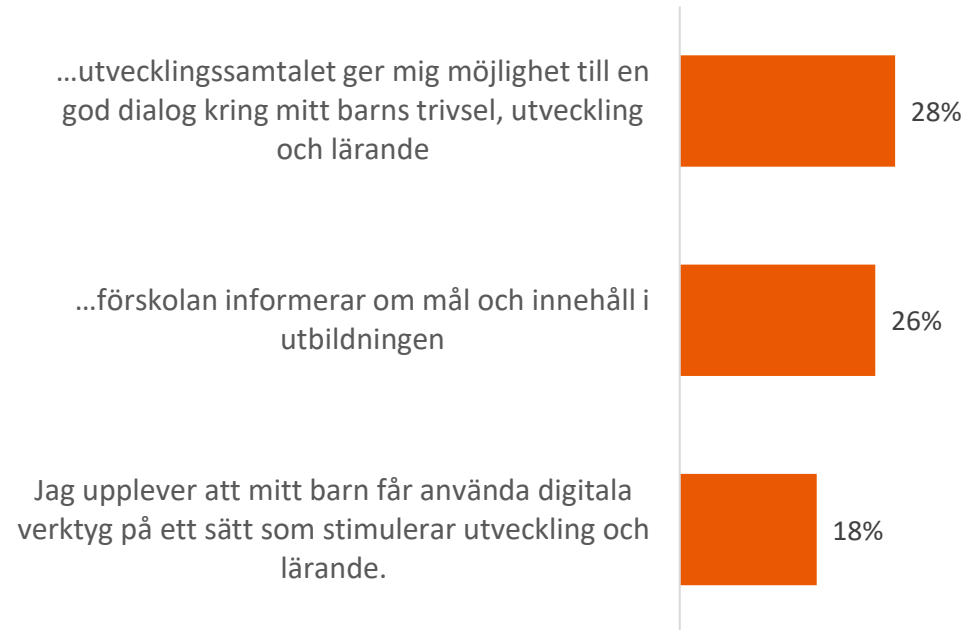 ...utvecklingssamtalet ger mig möjlighet till en
god dialog kring mitt barns trivsel, utveckling
och lärande
28%
...förskolan informerar om mål och innehåll i
utbildningen
26%
Jag upplever att mitt barn får använda digitala
verktyg på ett sätt som stimulerar utveckling och
lärande.
18%